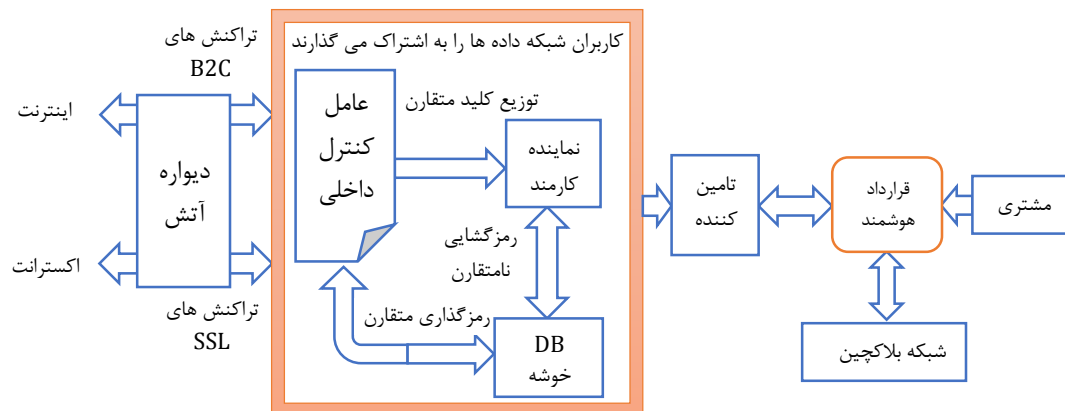 کاربران شبکه داده ها را به اشتراک می گذارند
تراکنش های
B2C
اینترنت
دیواره
آتش
اکسترانت
تراکنش های
SSL
عامل
کنترل
داخلی
توزیع کلید متقارن
نماینده
کارمند
رمزگشایی
نامتقارن
رمزگذاری متقارن
DB
خوشه
تامین
کننده
قرارداد
هوشمند
مشتری
شبکه بلاکچین